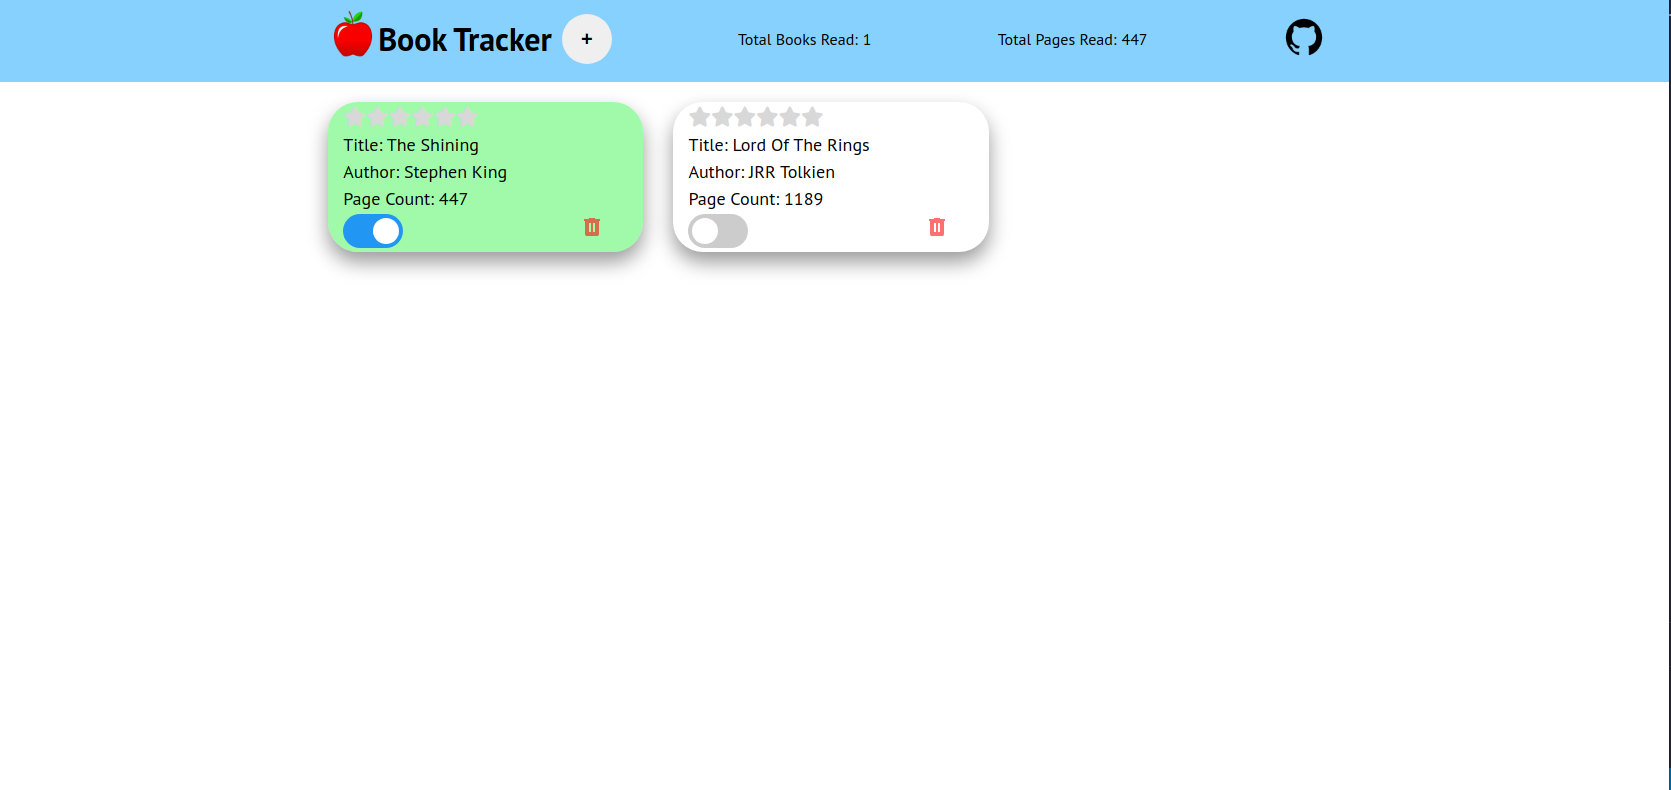 Book Tracker
+
Total Books Read: 1
Total Pages Read: 447
Title: The Shining
Author: Stephen King
Page Count: 447
Title: Lord Of The Rings
Author: JRR Tolkien
Page Count: 1189